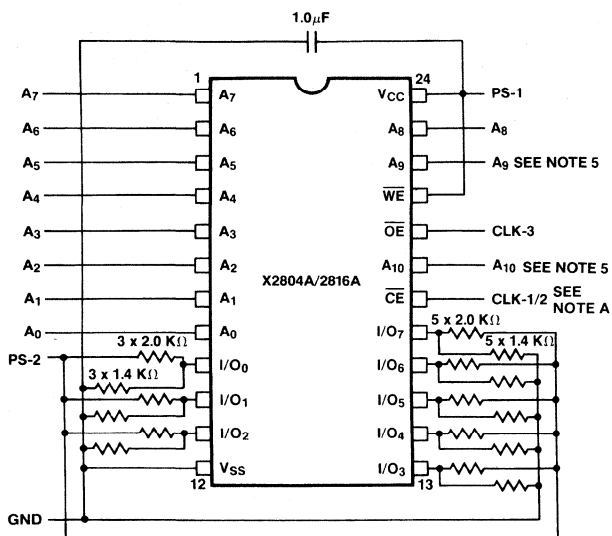 1.0µF
1
24
A7
A7
VCC
PS-1
A6
A6
A8
A8
A5
A5
A9
A9 SEE NOTE 5
A4
A4
WE
A3
A3
OE
CLK-3
A2
A2
A10
A10 SEE NOTE 5
X2804A/2816A
A1
A1
CE
CLK-1/2 SEE
NOTE A
A0
A0
I/O7
5 x 2.0 KΩ
3 x 2.0 KΩ
5 x 1.4 KΩ
PS-2
I/O0
I/O6
3 x 1.4 KΩ
I/O1
I/O5
I/O2
I/O4
VSS
I/O3
12
13
GND